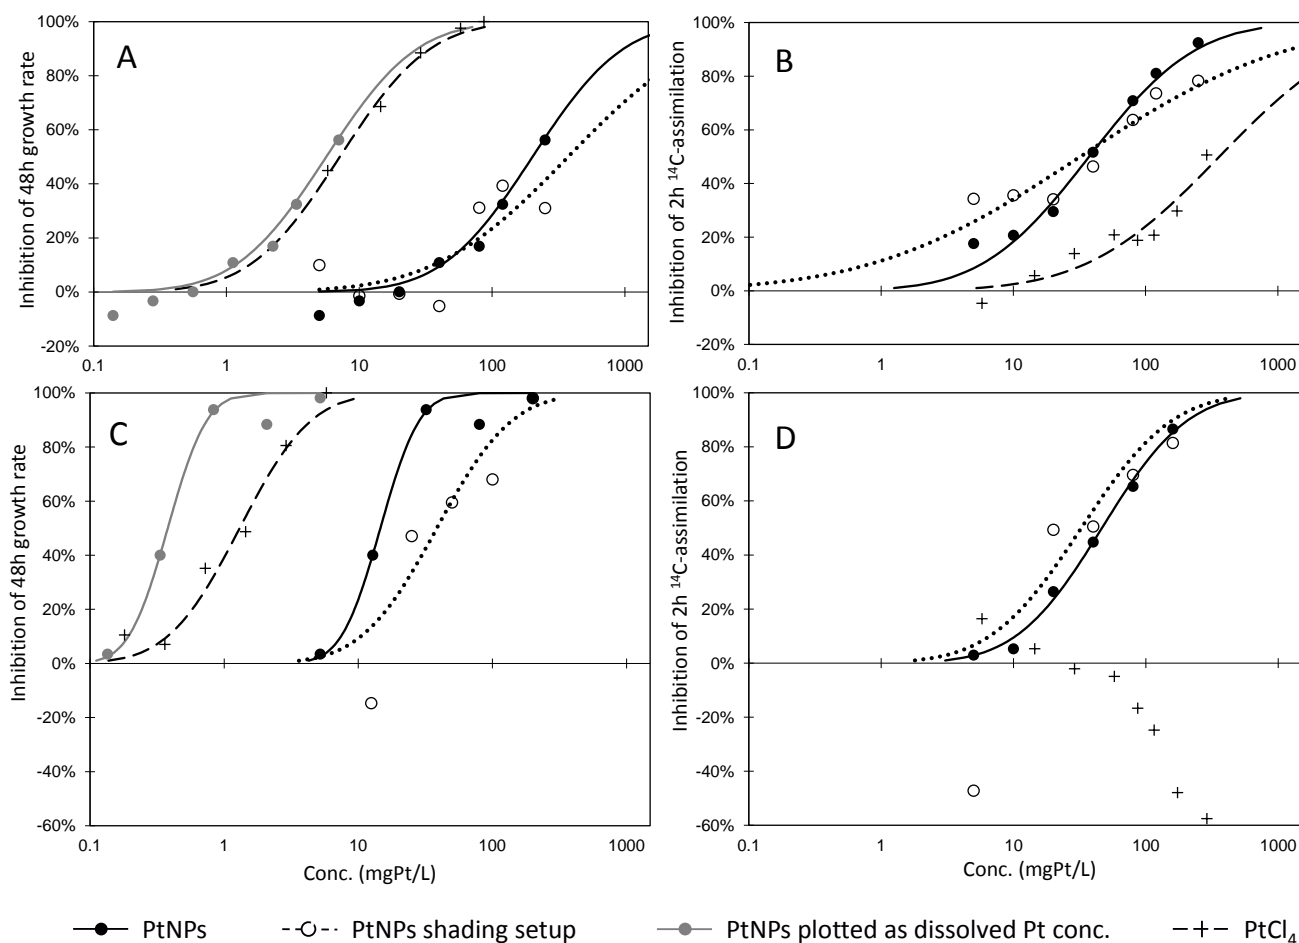 A
Inhibition of 48h growth rate
100%
80%
60%
40%
20%
0%
-20%
0.1 1 10 100 1000
B
Inhibition of 2h ¹⁴C-assimilation
100%
80%
60%
40%
20%
0%
-20%
0.1 1 10 100 1000
C
Inhibition of 48h growth rate
100%
80%
60%
40%
20%
0%
-20%
-40%
-60%
0.1 1 10 100 1000
Conc. (mgPt/L)
D
Inhibition of 2h ¹⁴C-assimilation
100%
80%
60%
40%
20%
0%
-20%
-40%
-60%
0.1 1 10 100 1000
Conc. (mgPt/L)
PtNPs PtNPs shading setup PtNPs plotted as dissolved Pt conc. PtCl₄